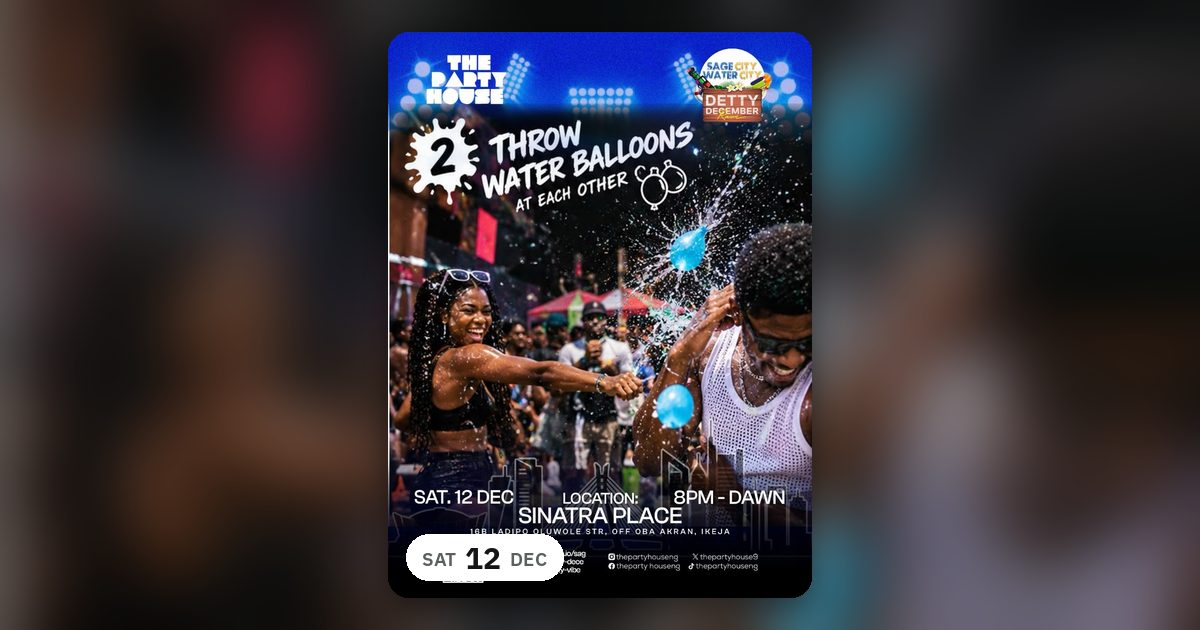 THE
PARTY
HOUSE
SAGE CITY
WATER CITY
DETTY
DECEMBER
Rave
2
THROW
WATER BALLOONS
AT EACH OTHER
SAT. 12 DEC
LOCATION:
8PM - DAWN
SINATRA PLACE
16B LADIPO OLUWOLE STR, OFF OBA AKRAN, IKEJA
SAT 12 DEC
thepartyhouseng
thepartyhouse9
thepartyhouseng
thepartyhouseng